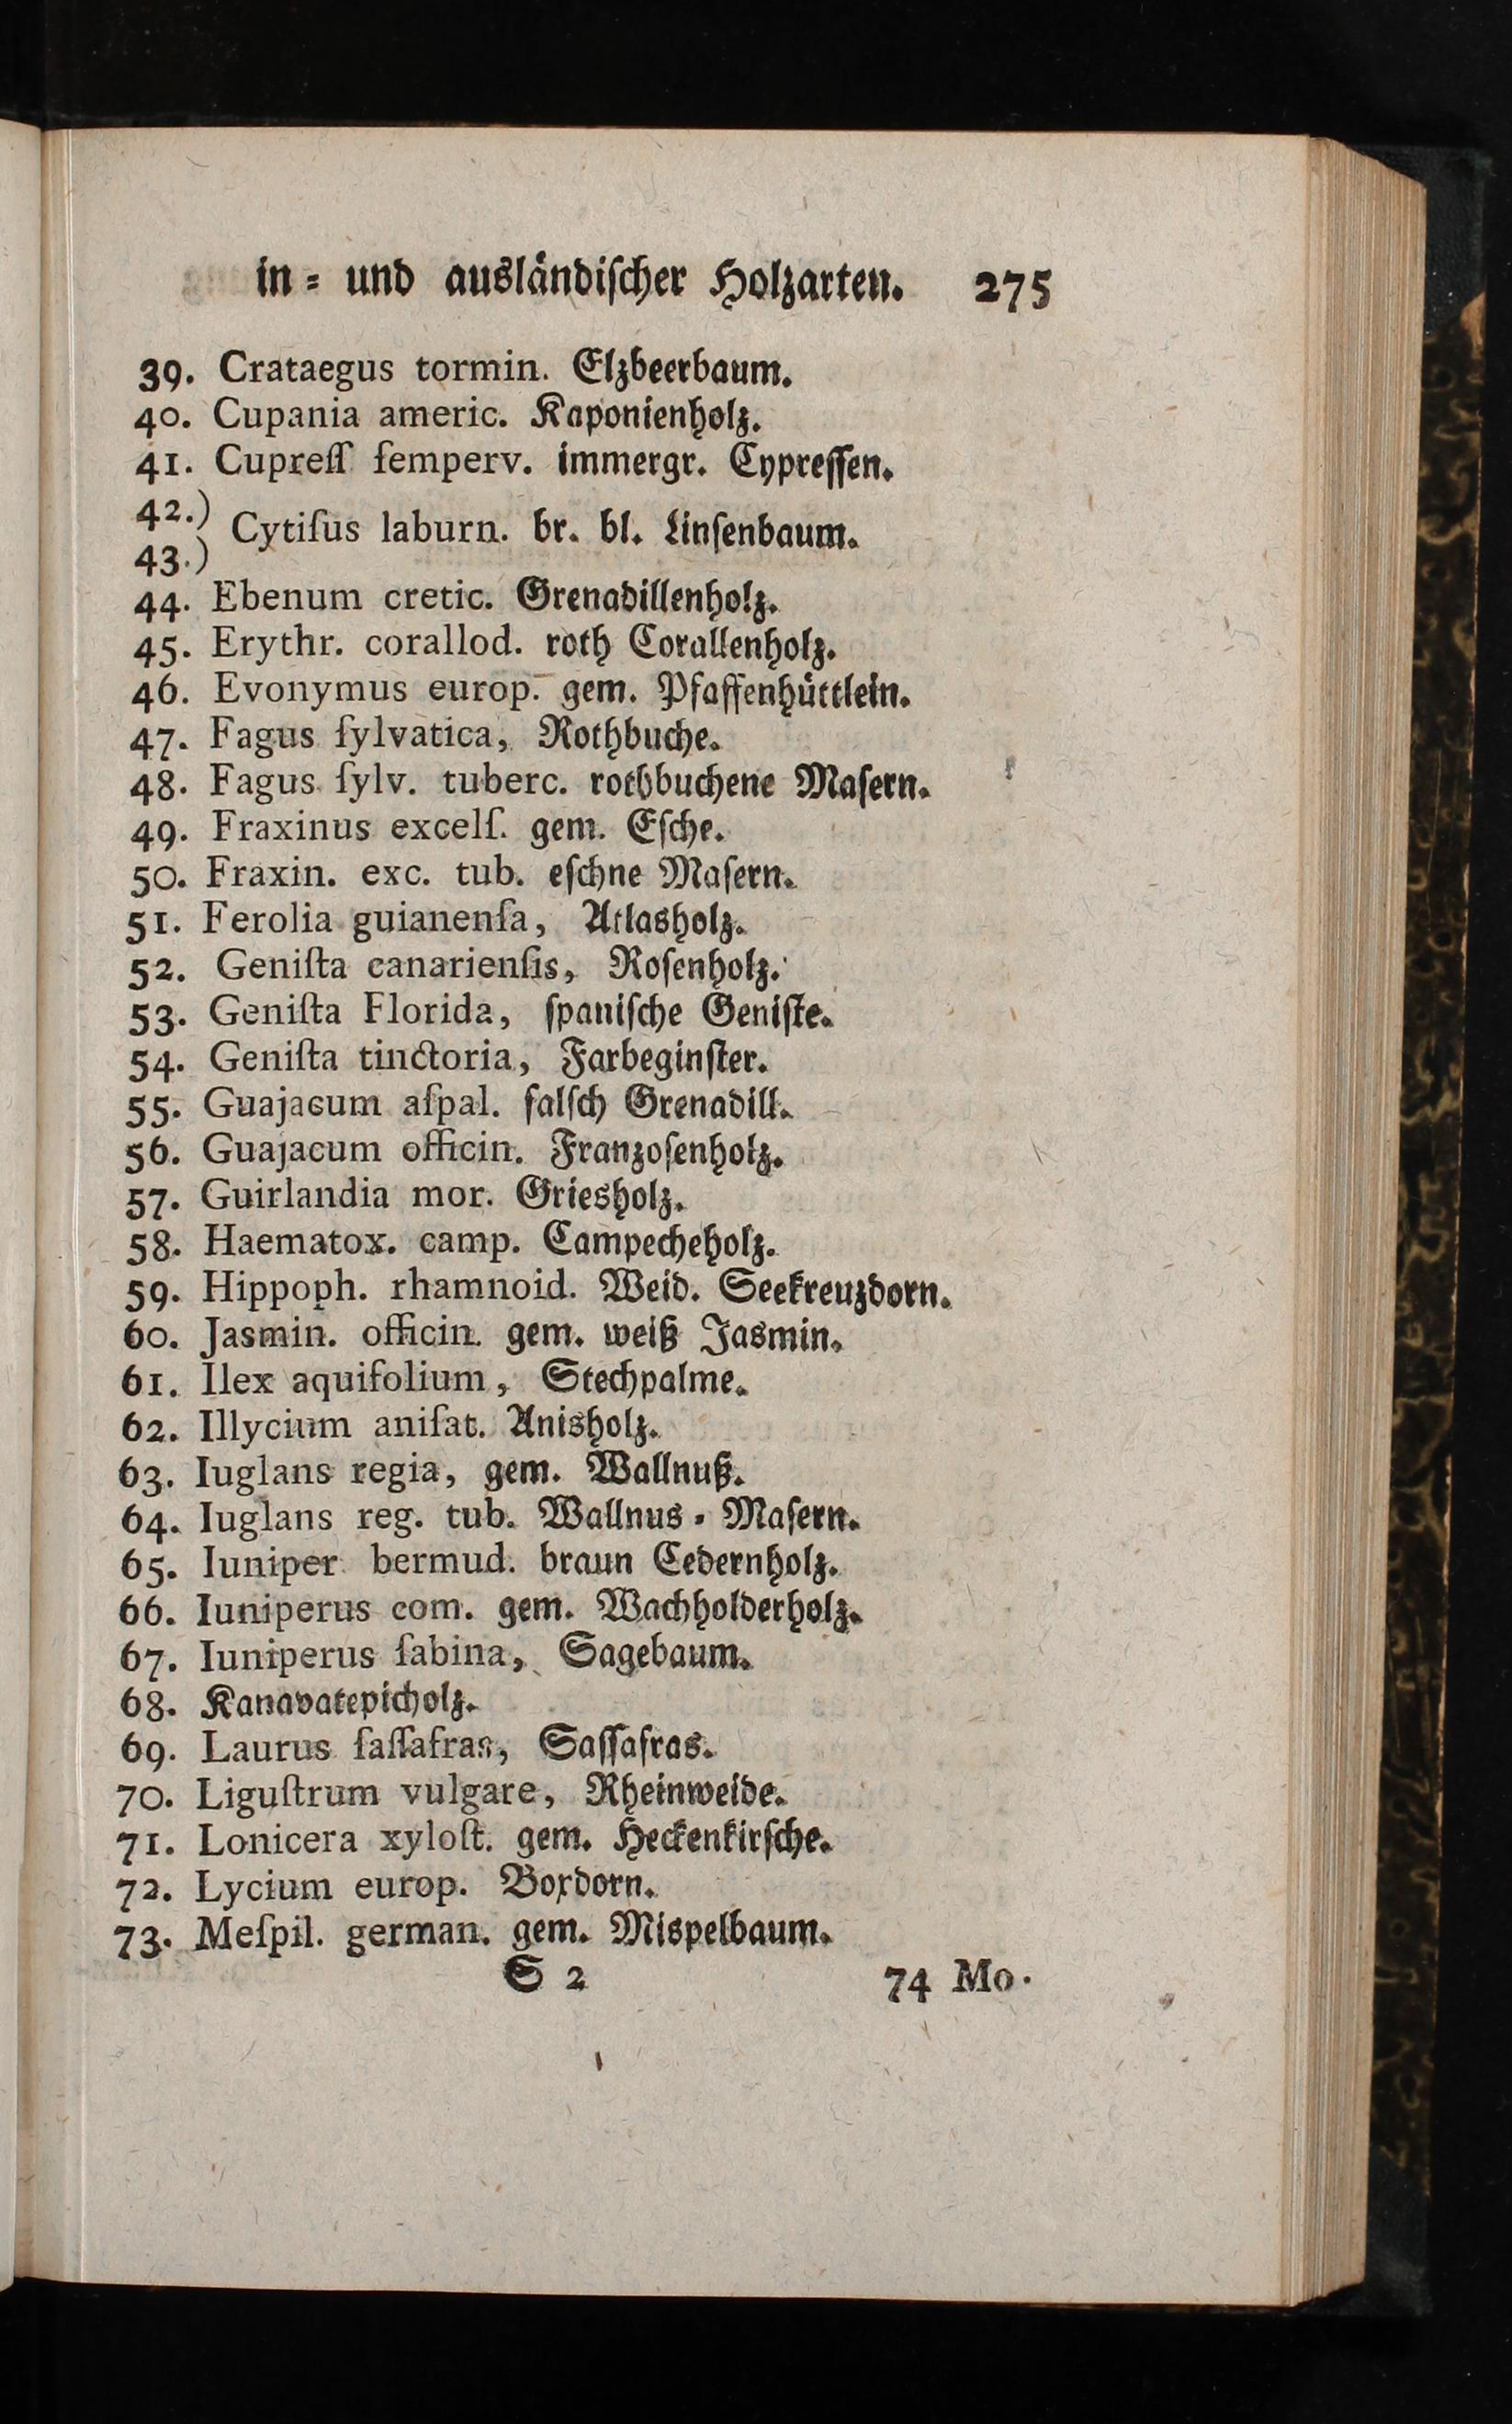 in- und ausländiſcher Holzarten. 275
39. Crataegus tormin. Elzbeerbaum.
40. Cupania americ. Kaponienholz.
41. Cupreſſ ſemperv. immergr. Cypreſſen.
42.)
43.) Cytiſus laburn. br. bl. Linſenbaum.
44. Ebenum cretic. Grenadillenholz.
45. Erythr. corallod. roth Corallenholz.
46. Evonymus europ. gem. Pfaffenhüttlein.
47. Fagus ſylvatica, Rothbuche.
48. Fagus ſylv. tuberc. rothbuchene Maſern.
49. Fraxinus excelſ. gem. Eſche.
50. Fraxin. exc. tub. eſchne Maſern.
51. Ferolia guianenſa, Atlasholz.
52. Geniſta canarienſis, Roſenholz.
53. Geniſta Florida, ſpaniſche Geniſte.
54. Geniſta tinctoria, Farbeginſter.
55. Guajacum aſpal. falſch Grenadill.
56. Guajacum officin. Franzoſenholz.
57. Guirlandia mor. Griesholz.
58. Haematox. camp. Campecheholz.
59. Hippoph. rhamnoid. Weid. Seekreuzdorn.
60. Jasmin. officin. gem. weiß Jasmin.
61. Ilex aquifolium, Stechpalme.
62. Illycium aniſat. Anisholz.
63. Iuglans regia, gem. Wallnuß.
64. Iuglans reg. tub. Wallnus-Maſern.
65. Iuniper bermud. braun Cedernholz.
66. Iuniperus com. gem. Wachholderholz.
67. Iuniperus ſabina, Sagebaum.
68. Kanavatepicholz.
69. Laurus ſaſſafras, Saſſafras.
70. Liguſtrum vulgare, Rheinweide.
71. Lonicera xyloſt. gem. Heckenkirſche.
72. Lycium europ. Boxdorn.
73. Meſpil. german. gem. Mispelbaum.
S 2 74 Mo-